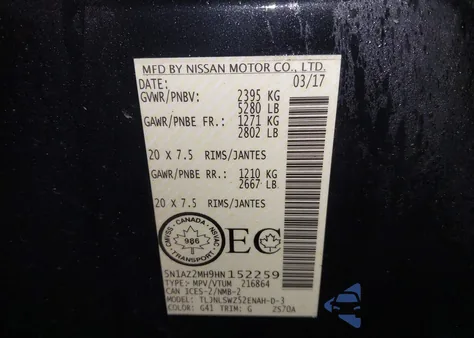 MFD BY NISSAN MOTOR CO., LTD.
DATE: 03/17
GVWR/PNBV: 2395 KG
5280 LB
GAWR/PNBE FR.: 1271 KG
2802 LB
20 X 7.5 RIMS/JANTES
GAWR/PNBE RR.: 1210 KG
2667 LB
20 X 7.5 RIMS/JANTES
CANADA
986
TRANSPORT
EC
5N1AZ2MH9HN152259
TYPE: MPV/VTUM 216864
CAN ICES-2/NMB-2
MODEL: TLJNLSWZ52ENAH-D-3
COLOR: G41 TRIM: G 2S70A